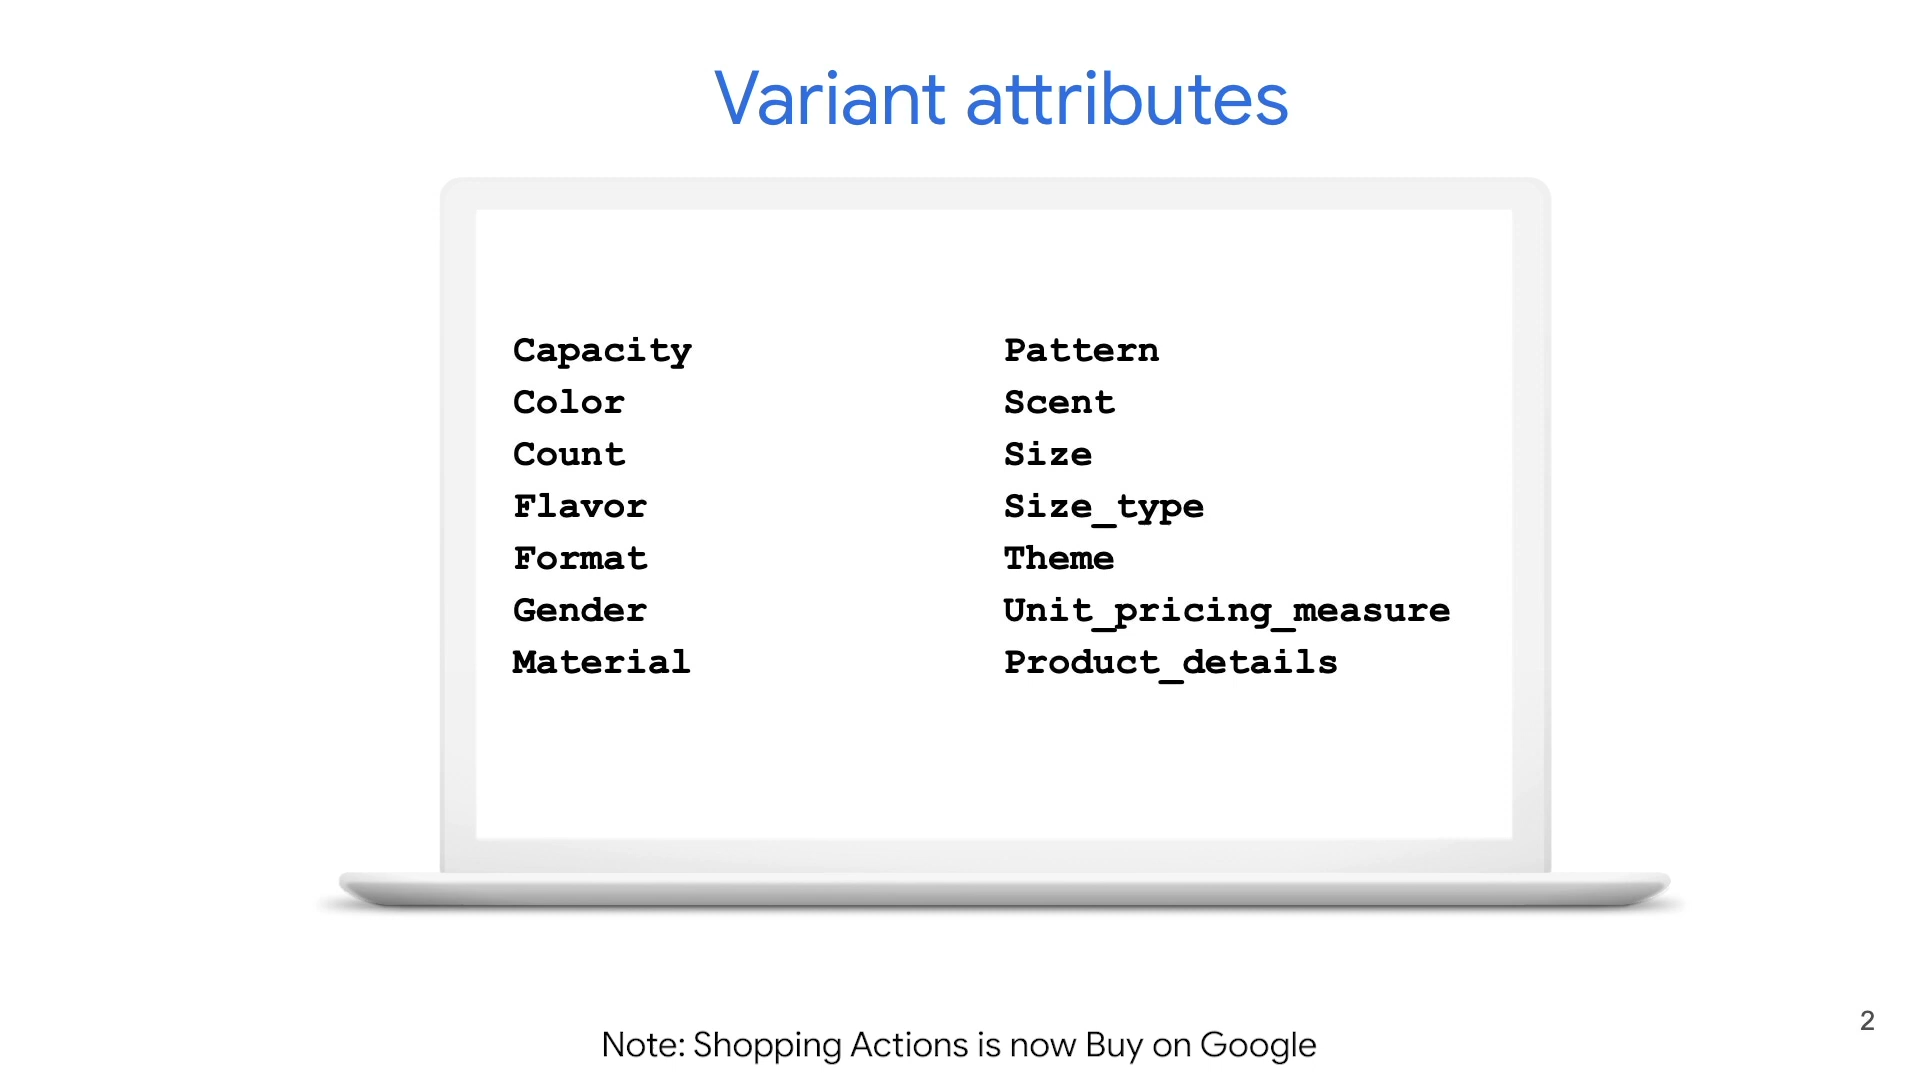 Variant attributes
Capacity
Color
Count
Flavor
Format
Gender
Material
Pattern
Scent
Size
Size_type
Theme
Unit_pricing_measure
Product_details
2
Note: Shopping Actions is now Buy on Google